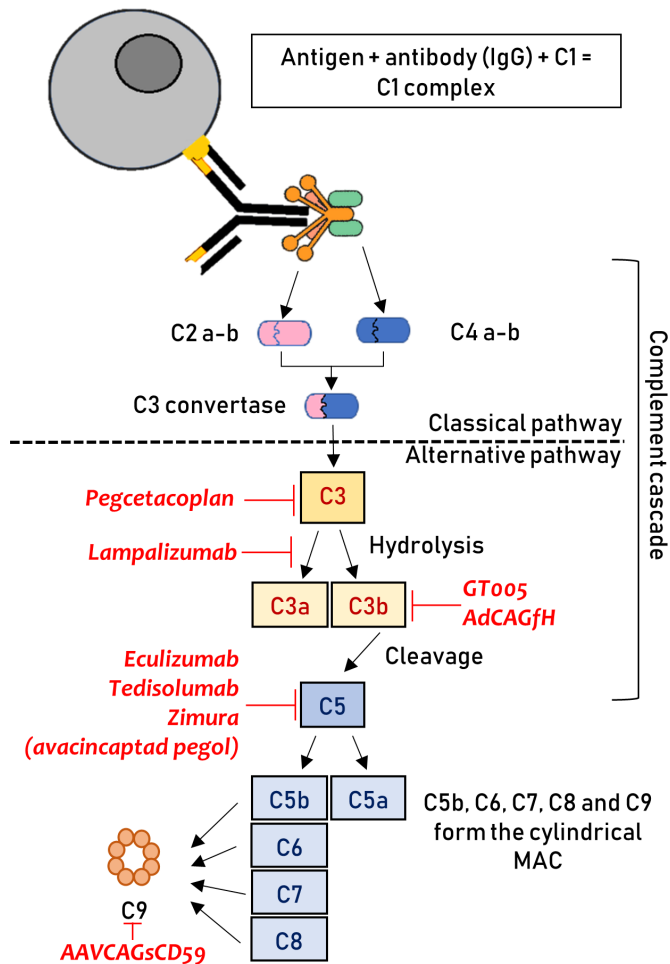 Antigen + antibody (IgG) + C1 =
C1 complex
C2 a-b
C4 a-b
C3 convertase
Classical pathway
Alternative pathway
Complement cascade
Pegcetacoplan
C3
Lampalizumab
Hydrolysis
C3a
C3b
GT005
AdCAGfH
Cleavage
Eculizumab
Tedisolumab
Zimura
(avacincaptad pegol)
C5
C5b
C5a
C6
C7
C8
C5b, C6, C7, C8 and C9
form the cylindrical
MAC
C9
AAVCAGsCD59